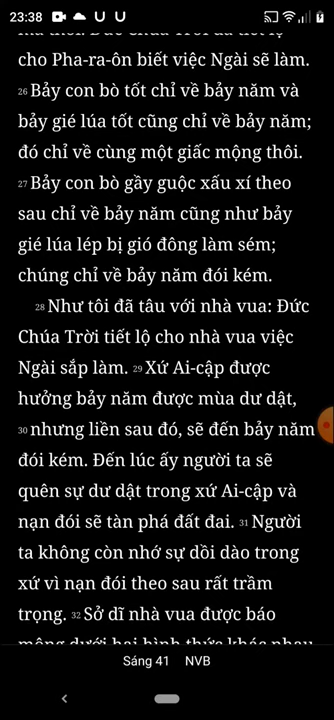 23:38
cho Pha-ra-ôn biết việc Ngài sẽ làm.
26 Bảy con bò tốt chỉ về bảy năm và
bảy gié lúa tốt cũng chỉ về bảy năm;
đó chỉ về cùng một giấc mộng thôi.
27 Bảy con bò gầy guộc xấu xí theo
sau chỉ về bảy năm cũng như bảy
gié lúa lép bị gió đông làm sém;
chúng chỉ về bảy năm đói kém.
28 Như tôi đã tâu với nhà vua: Đức
Chúa Trời tiết lộ cho nhà vua việc
Ngài sắp làm. 29 Xứ Ai-cập được
hưởng bảy năm được mùa dư dật,
30 nhưng liền sau đó, sẽ đến bảy năm
đói kém. Đến lúc ấy người ta sẽ
quên sự dư dật trong xứ Ai-cập và
nạn đói sẽ tàn phá đất đai. 31 Người
ta không còn nhớ sự dồi dào trong
xứ vì nạn đói theo sau rất trầm
trọng. 32 Sở dĩ nhà vua được báo
mộng dưới hai hình thức khác nhau
Sáng 41 NVB